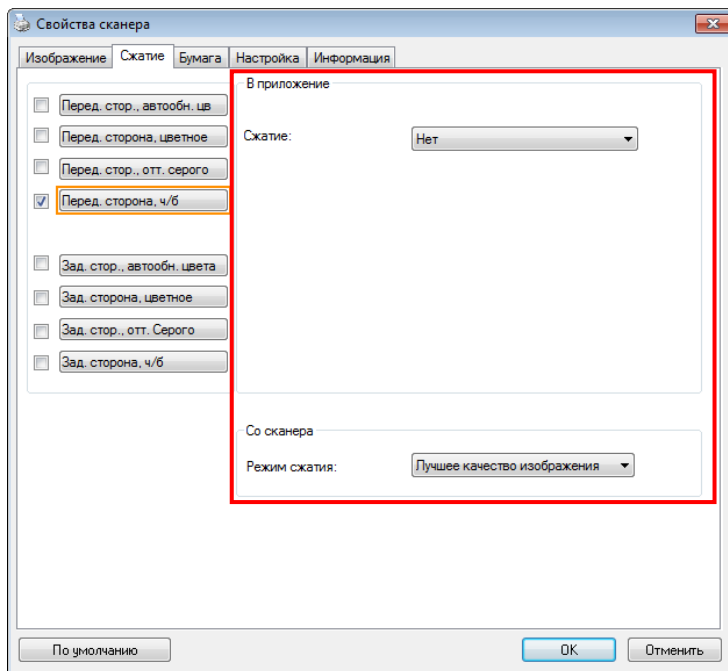 Свойства сканера
Изображение Сжатие Бумага Настройка Информация
Перед. стор., автообн. цв
Перед. сторона, цветное
Перед. стор., отт. серого
Перед. сторона, ч/б
Зад. стор., автообн. цвета
Зад. сторона, цветное
Зад. стор., отт. Серого
Зад. сторона, ч/б
В приложение
Сжатие: Нет
Со сканера
Режим сжатия: Лучшее качество изображения
По умолчанию OK Отменить